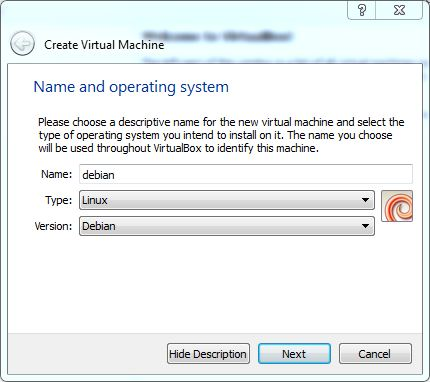 Create Virtual Machine
Name and operating system
Please choose a descriptive name for the new virtual machine and select the
type of operating system you intend to install on it. The name you choose
will be used throughout VirtualBox to identify this machine.
Name: debian
Type: Linux
Version: Debian
Hide Description Next Cancel